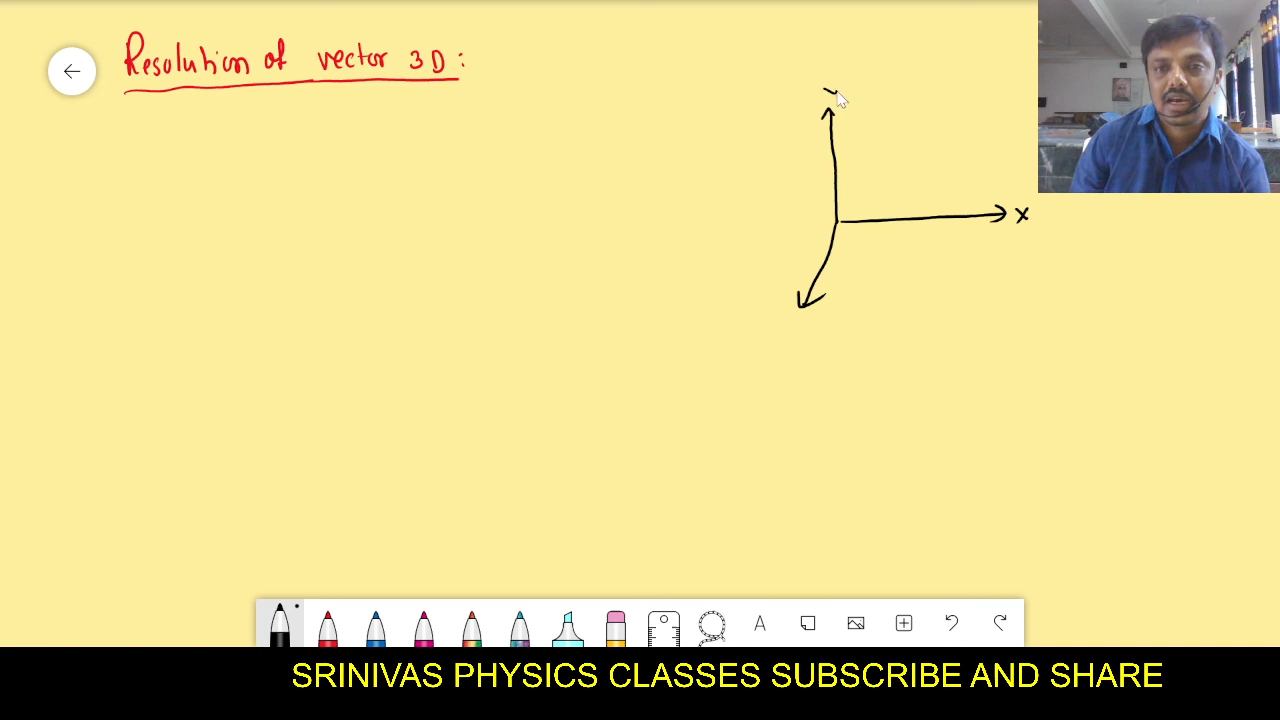 Resolution of vector 3D:
x
A
SRINIVAS PHYSICS CLASSES SUBSCRIBE AND SHARE